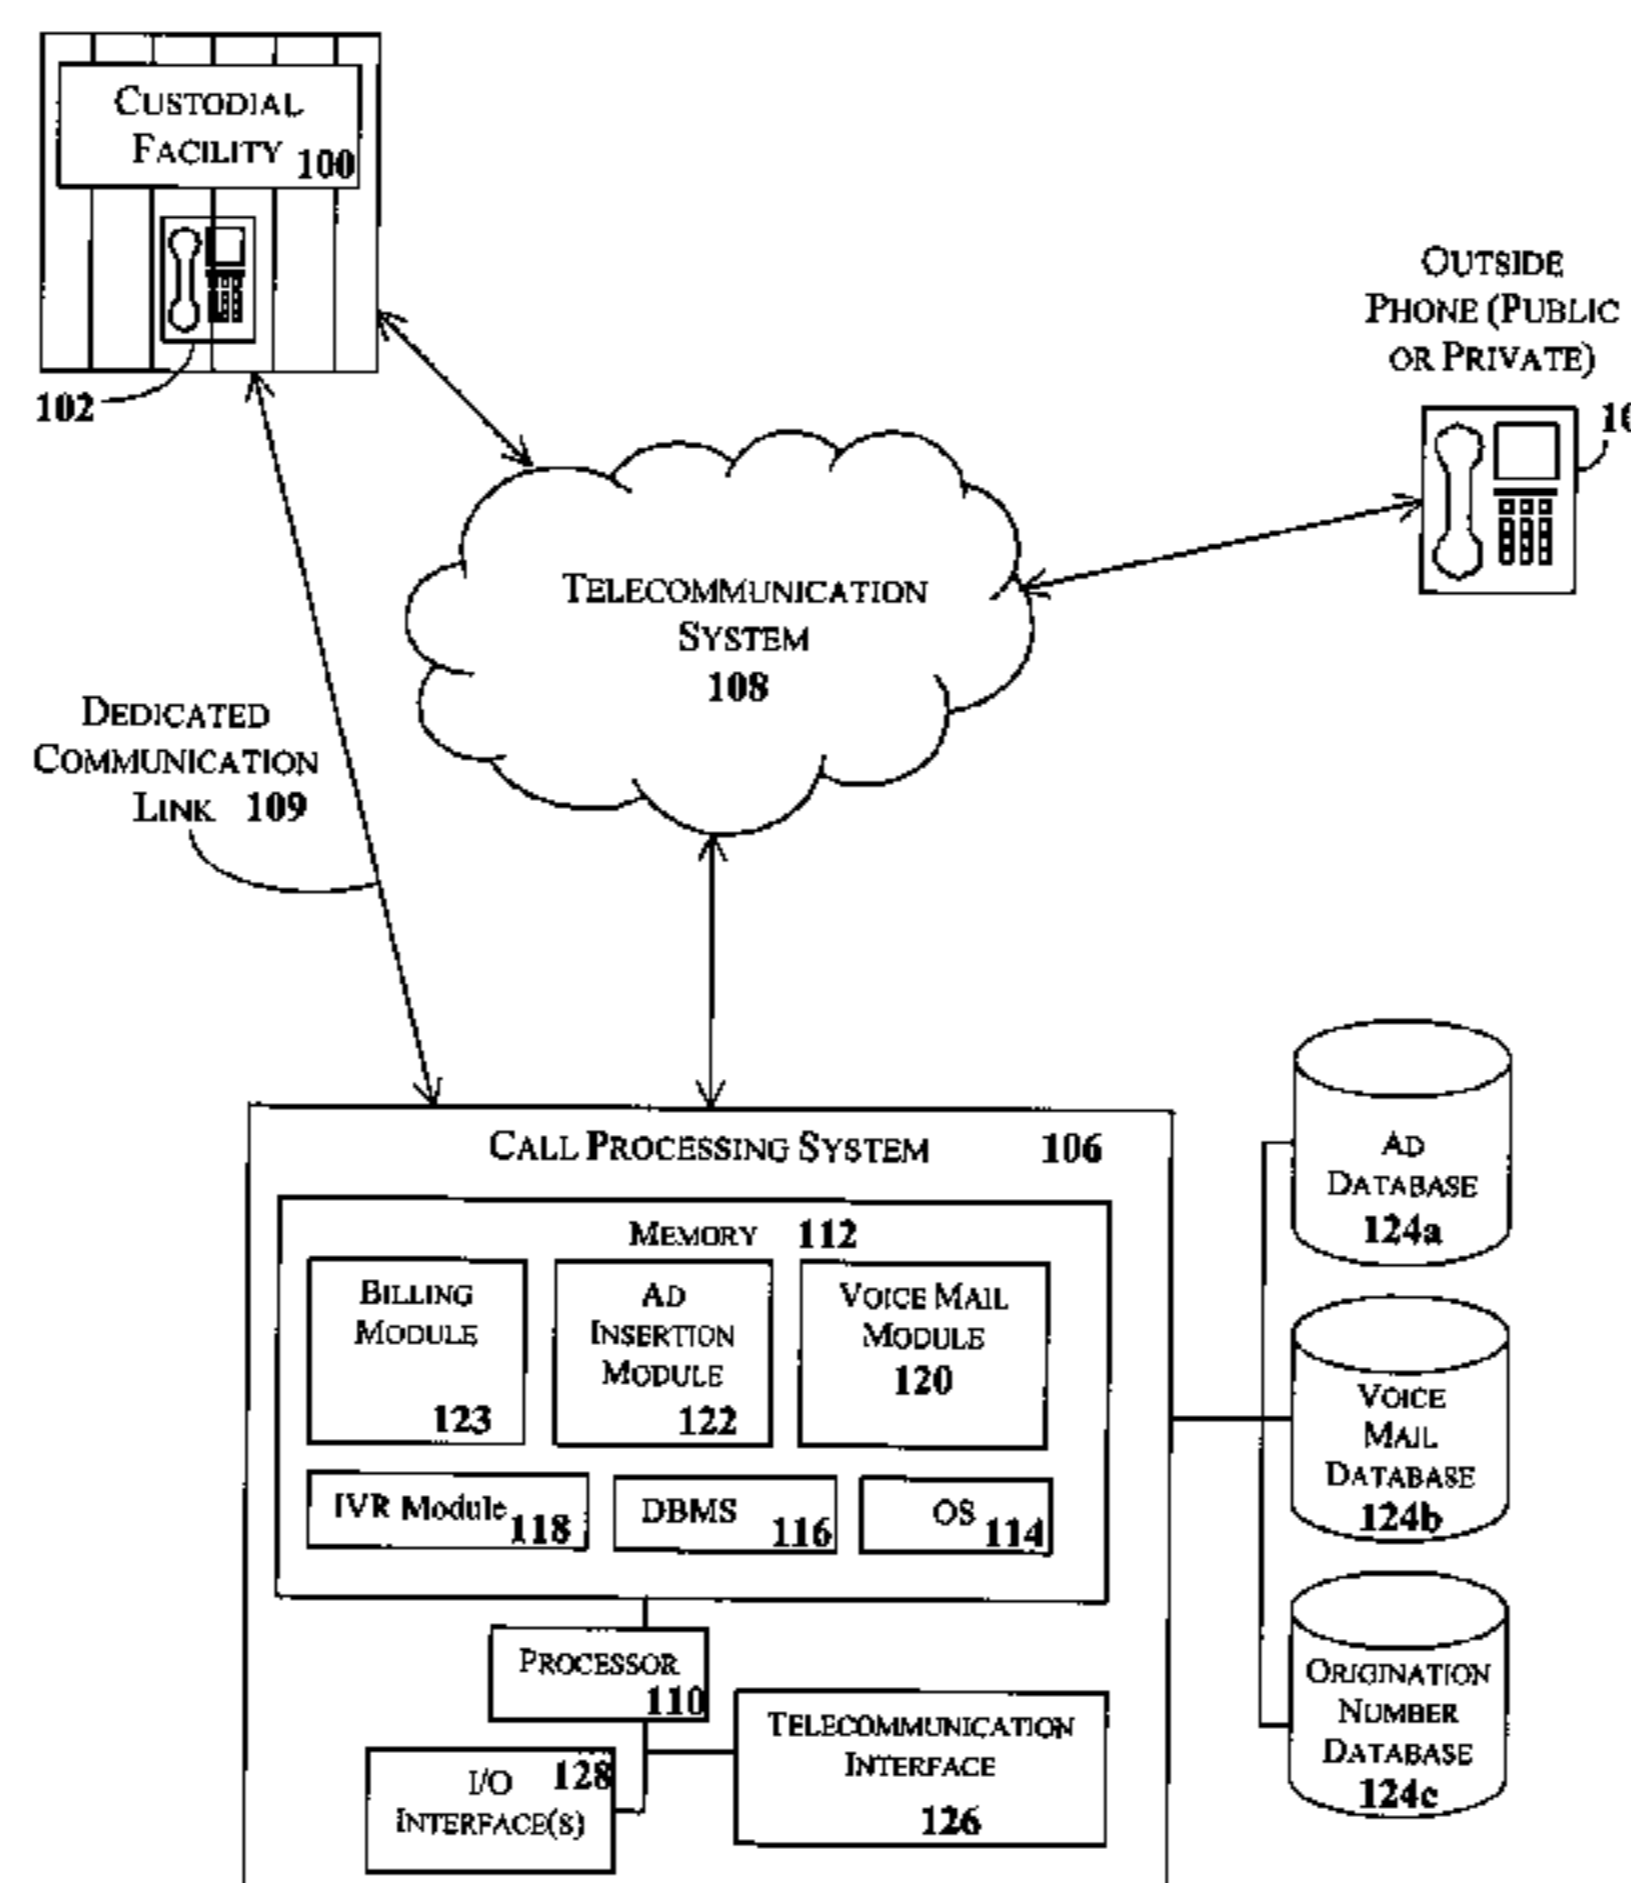 CUSTODIAL
FACILITY 100
102
OUTSIDE
PHONE (PUBLIC
OR PRIVATE)
TELECOMMUNICATION
SYSTEM
108
DEDICATED
COMMUNICATION
LINK 109
CALL PROCESSING SYSTEM 106
MEMORY 112
BILLING
MODULE
123
AD
INSERTION
MODULE
122
VOICE MAIL
MODULE
120
IVR Module 118
DBMS 116
OS 114
PROCESSOR
110
I/O 128
INTERFACE(S)
TELECOMMUNICATION
INTERFACE
126
AD
DATABASE
124a
VOICE
MAIL
DATABASE
124b
ORIGINATION
NUMBER
DATABASE
124c